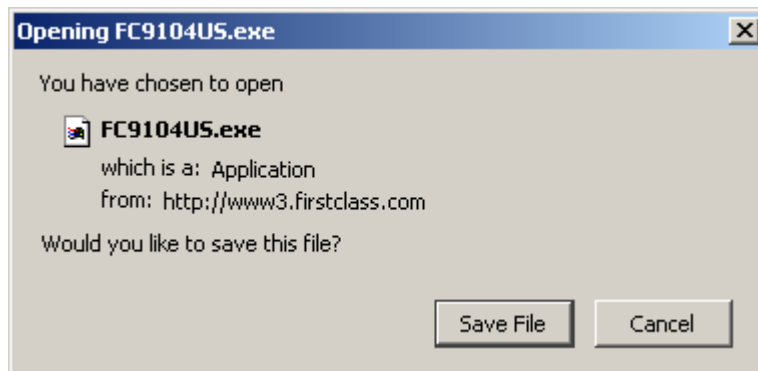 Opening FC9104US.exe
You have chosen to open
FC9104US.exe
which is a: Application
from: http://www3.firstclass.com
Would you like to save this file?
Save File
Cancel